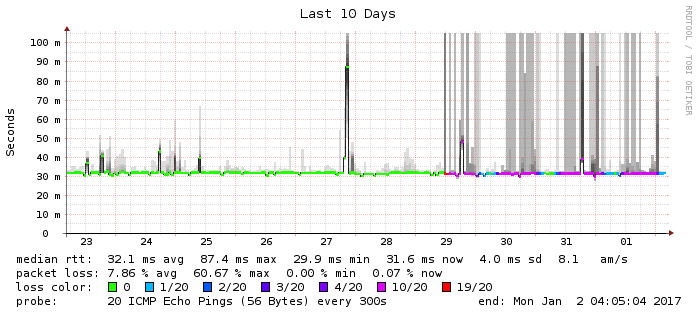 Last 10 Days
RRDTOOL / TOBI OETIKER
Seconds
100 m
90 m
80 m
70 m
60 m
50 m
40 m
30 m
20 m
10 m
0
23 24 25 26 27 28 29 30 31 01
median rtt: 32.1 ms avg 87.4 ms max 29.9 ms min 31.6 ms now 4.0 ms sd 8.1 am/s
packet loss: 7.86 % avg 60.67 % max 0.00 % min 0.07 % now
loss color: 0 1/20 2/20 3/20 4/20 10/20 19/20
probe: 20 ICMP Echo Pings (56 Bytes) every 300s end: Mon Jan 2 04:05:04 2017